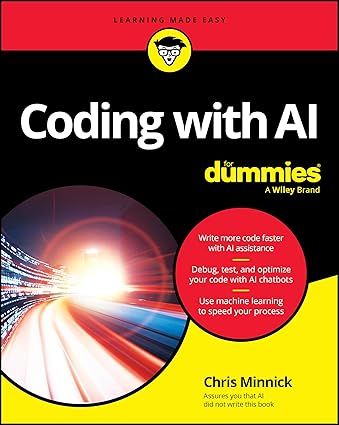 LEARNING MADE EASY
Coding with AI
for
dummies®
A Wiley Brand
Write more code faster
with AI assistance
Debug, test, and optimize
your code with AI chatbots
Use machine learning
to speed your process
Chris Minnick
Assures you that AI
did not write this book